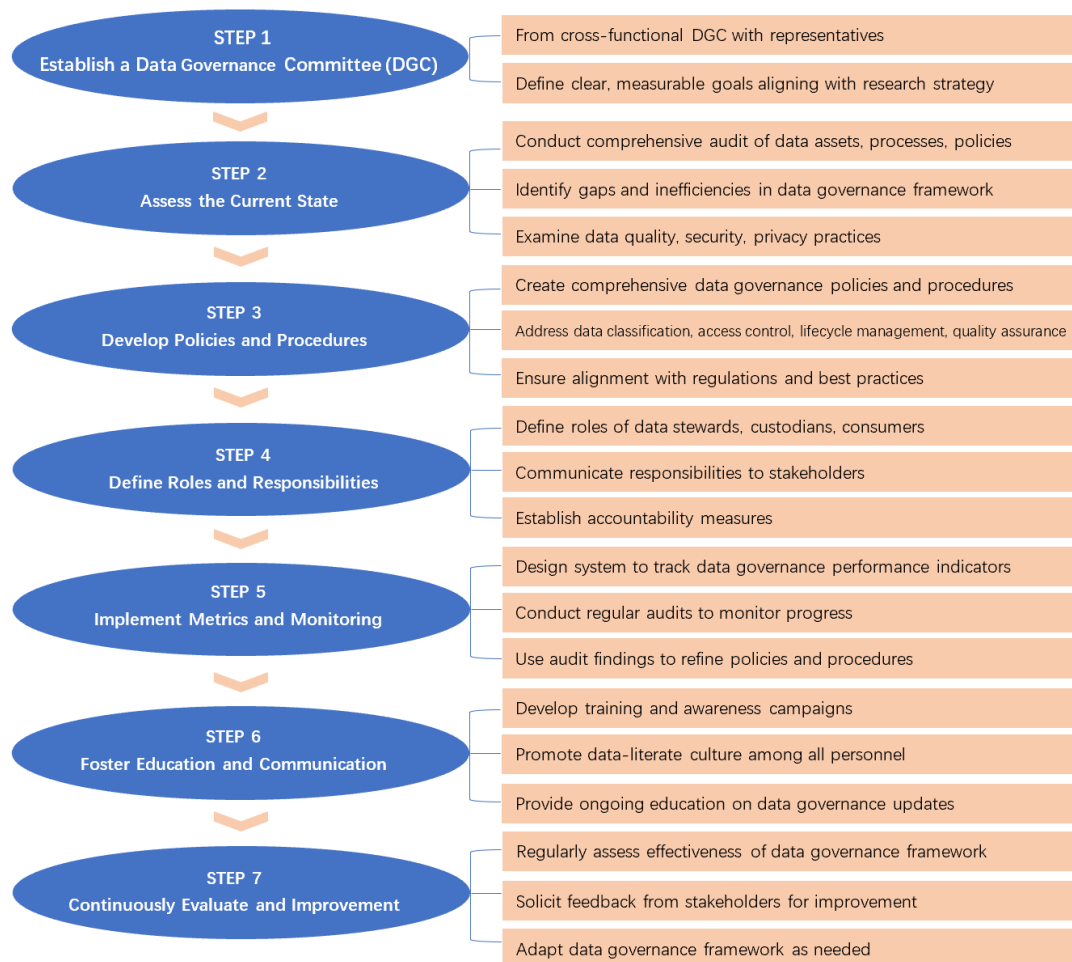 STEP 1
Establish a Data Governance Committee (DGC)
From cross-functional DGC with representatives
Define clear, measurable goals aligning with research strategy
STEP 2
Assess the Current State
Conduct comprehensive audit of data assets, processes, policies
Identify gaps and inefficiencies in data governance framework
Examine data quality, security, privacy practices
STEP 3
Develop Policies and Procedures
Create comprehensive data governance policies and procedures
Address data classification, access control, lifecycle management, quality assurance
Ensure alignment with regulations and best practices
STEP 4
Define Roles and Responsibilities
Define roles of data stewards, custodians, consumers
Communicate responsibilities to stakeholders
Establish accountability measures
STEP 5
Implement Metrics and Monitoring
Design system to track data governance performance indicators
Conduct regular audits to monitor progress
Use audit findings to refine policies and procedures
STEP 6
Foster Education and Communication
Develop training and awareness campaigns
Promote data-literate culture among all personnel
Provide ongoing education on data governance updates
STEP 7
Continuously Evaluate and Improvement
Regularly assess effectiveness of data governance framework
Solicit feedback from stakeholders for improvement
Adapt data governance framework as needed